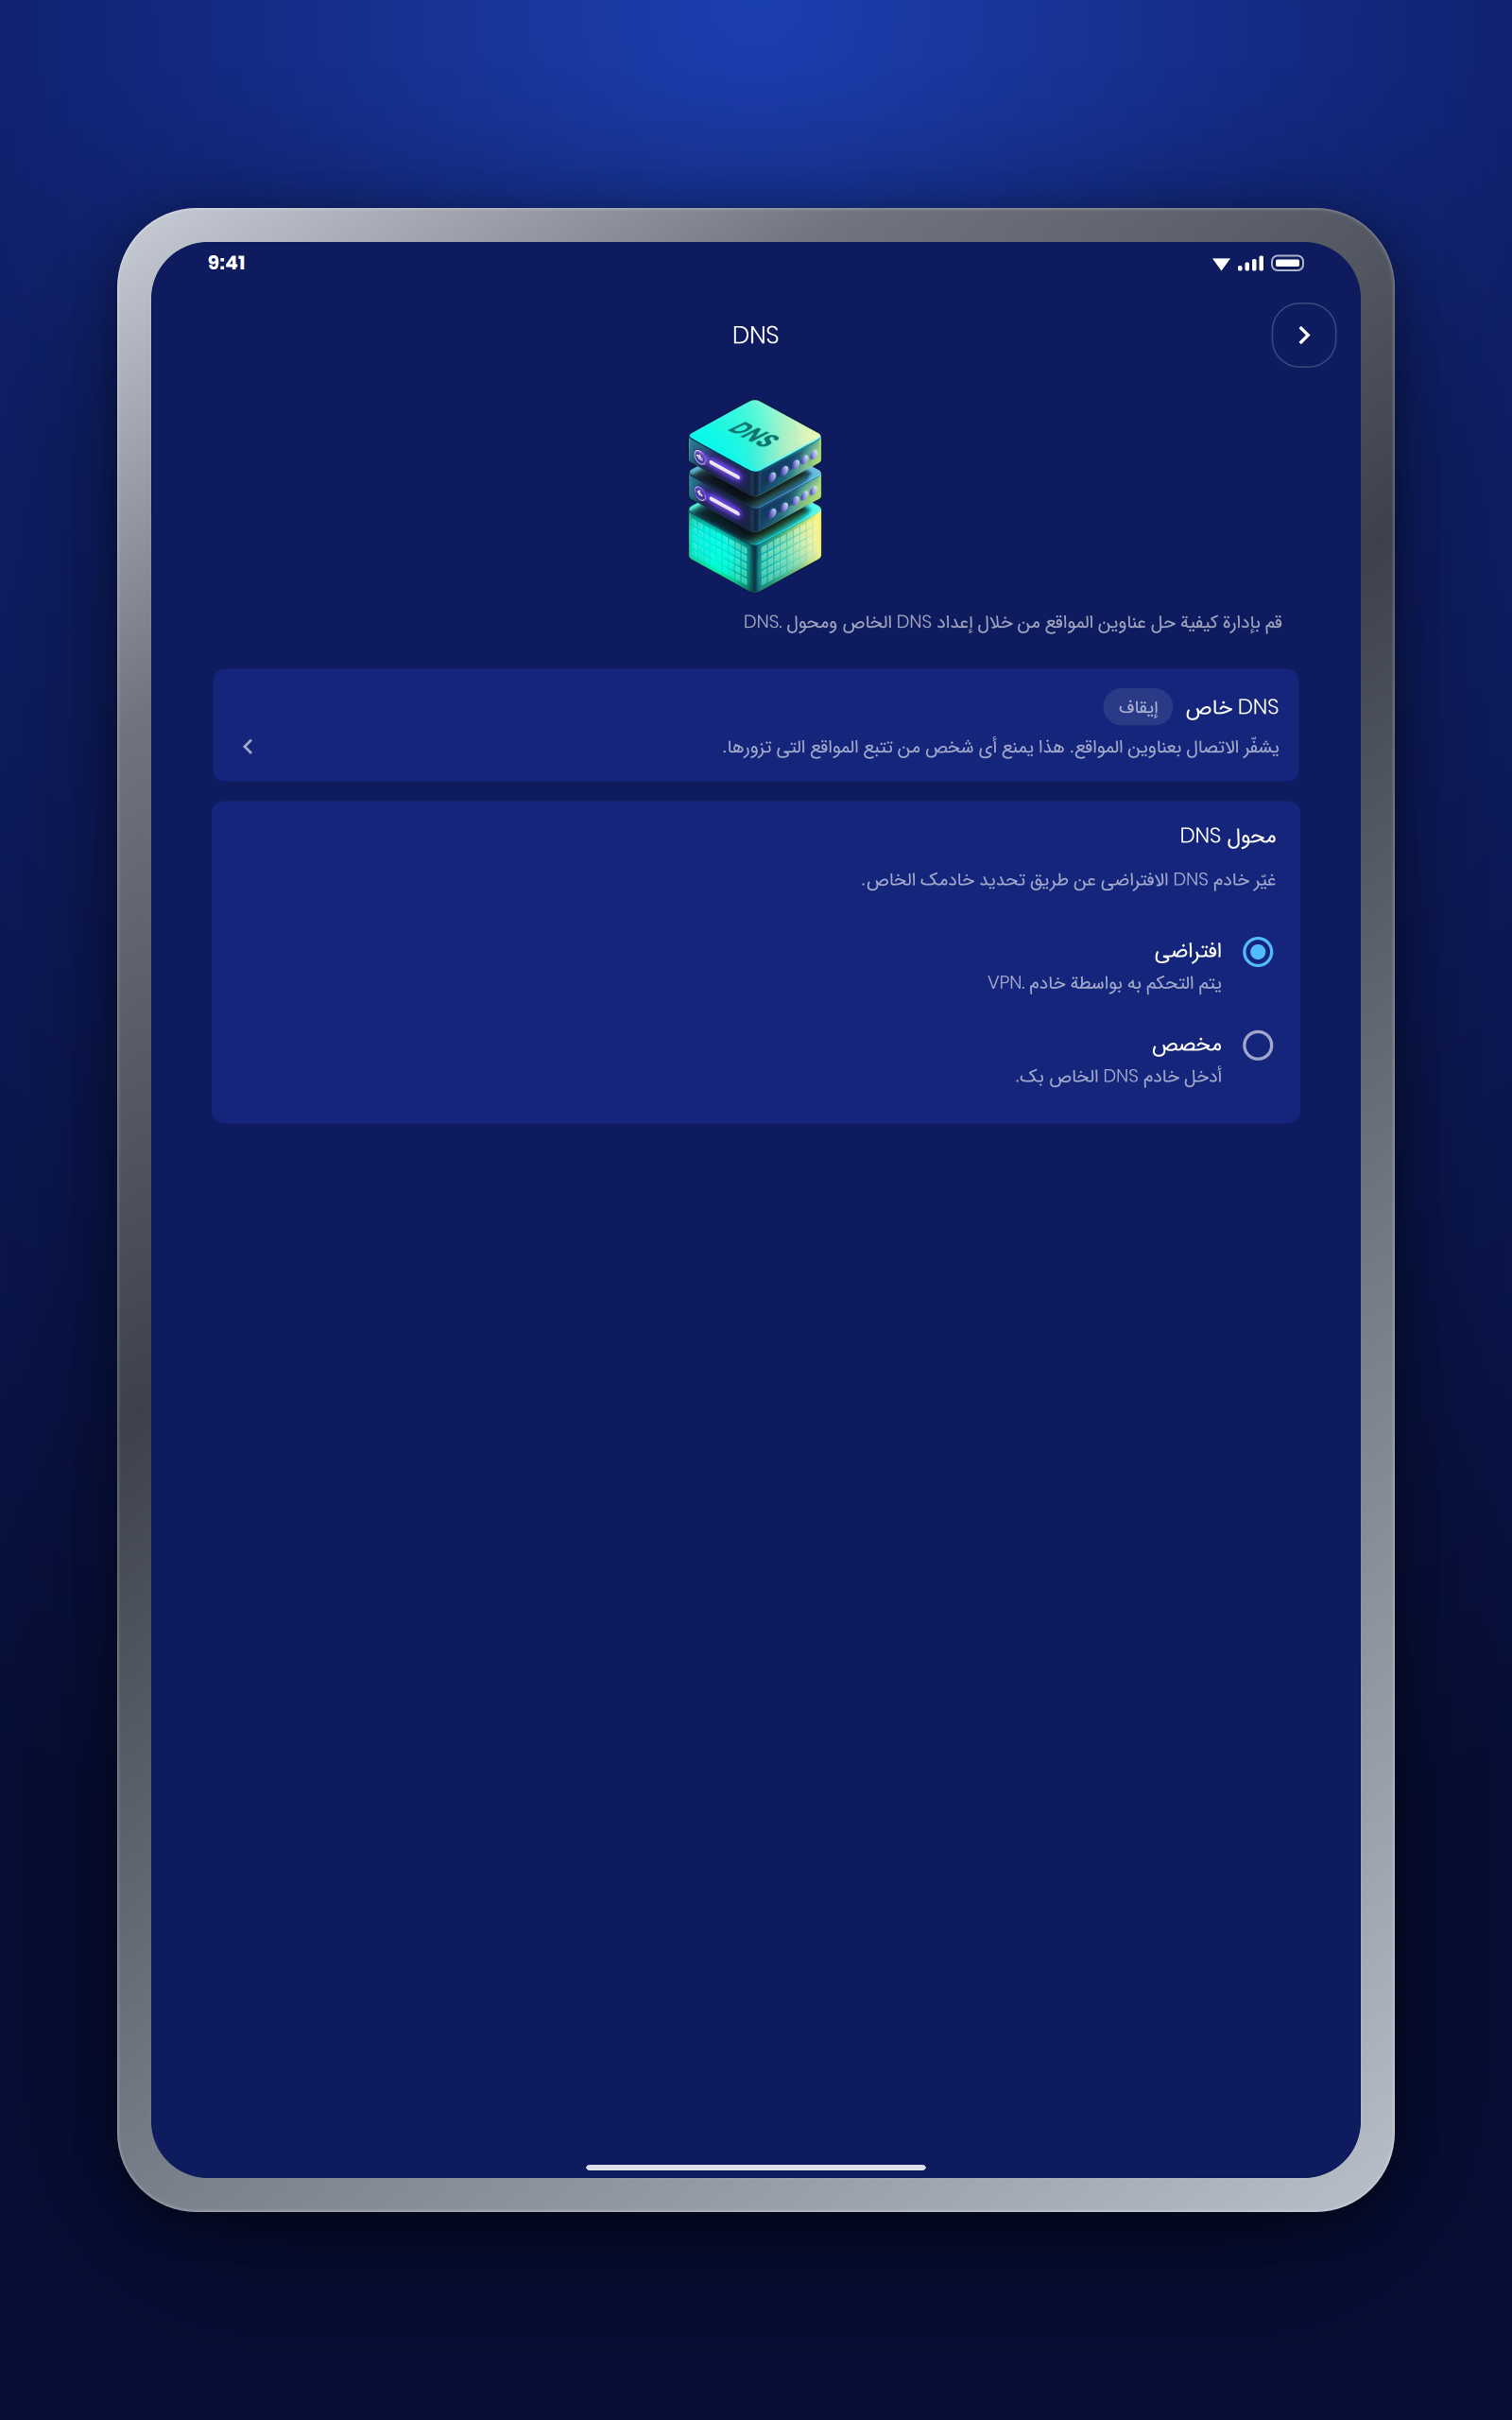 9:41
DNS
DNS
قم بإدارة كيفية حل عناوين المواقع من خلال إعداد DNS الخاص ومحول DNS.
DNS خاص
إيقاف
يشفّر الاتصال بعناوين المواقع. هذا يمنع أي شخص من تتبع المواقع التي تزورها.
محول DNS
غيّر خادم DNS الافتراضي عن طريق تحديد خادمك الخاص.
افتراضي
يتم التحكم به بواسطة خادم VPN.
مخصص
أدخل خادم DNS الخاص بك.